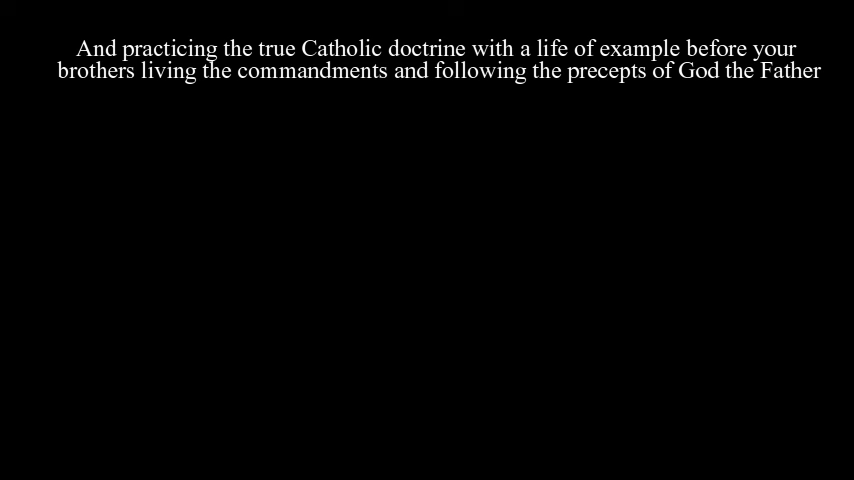 And practicing the true Catholic doctrine with a life of example before your
brothers living the commandments and following the precepts of God the Father